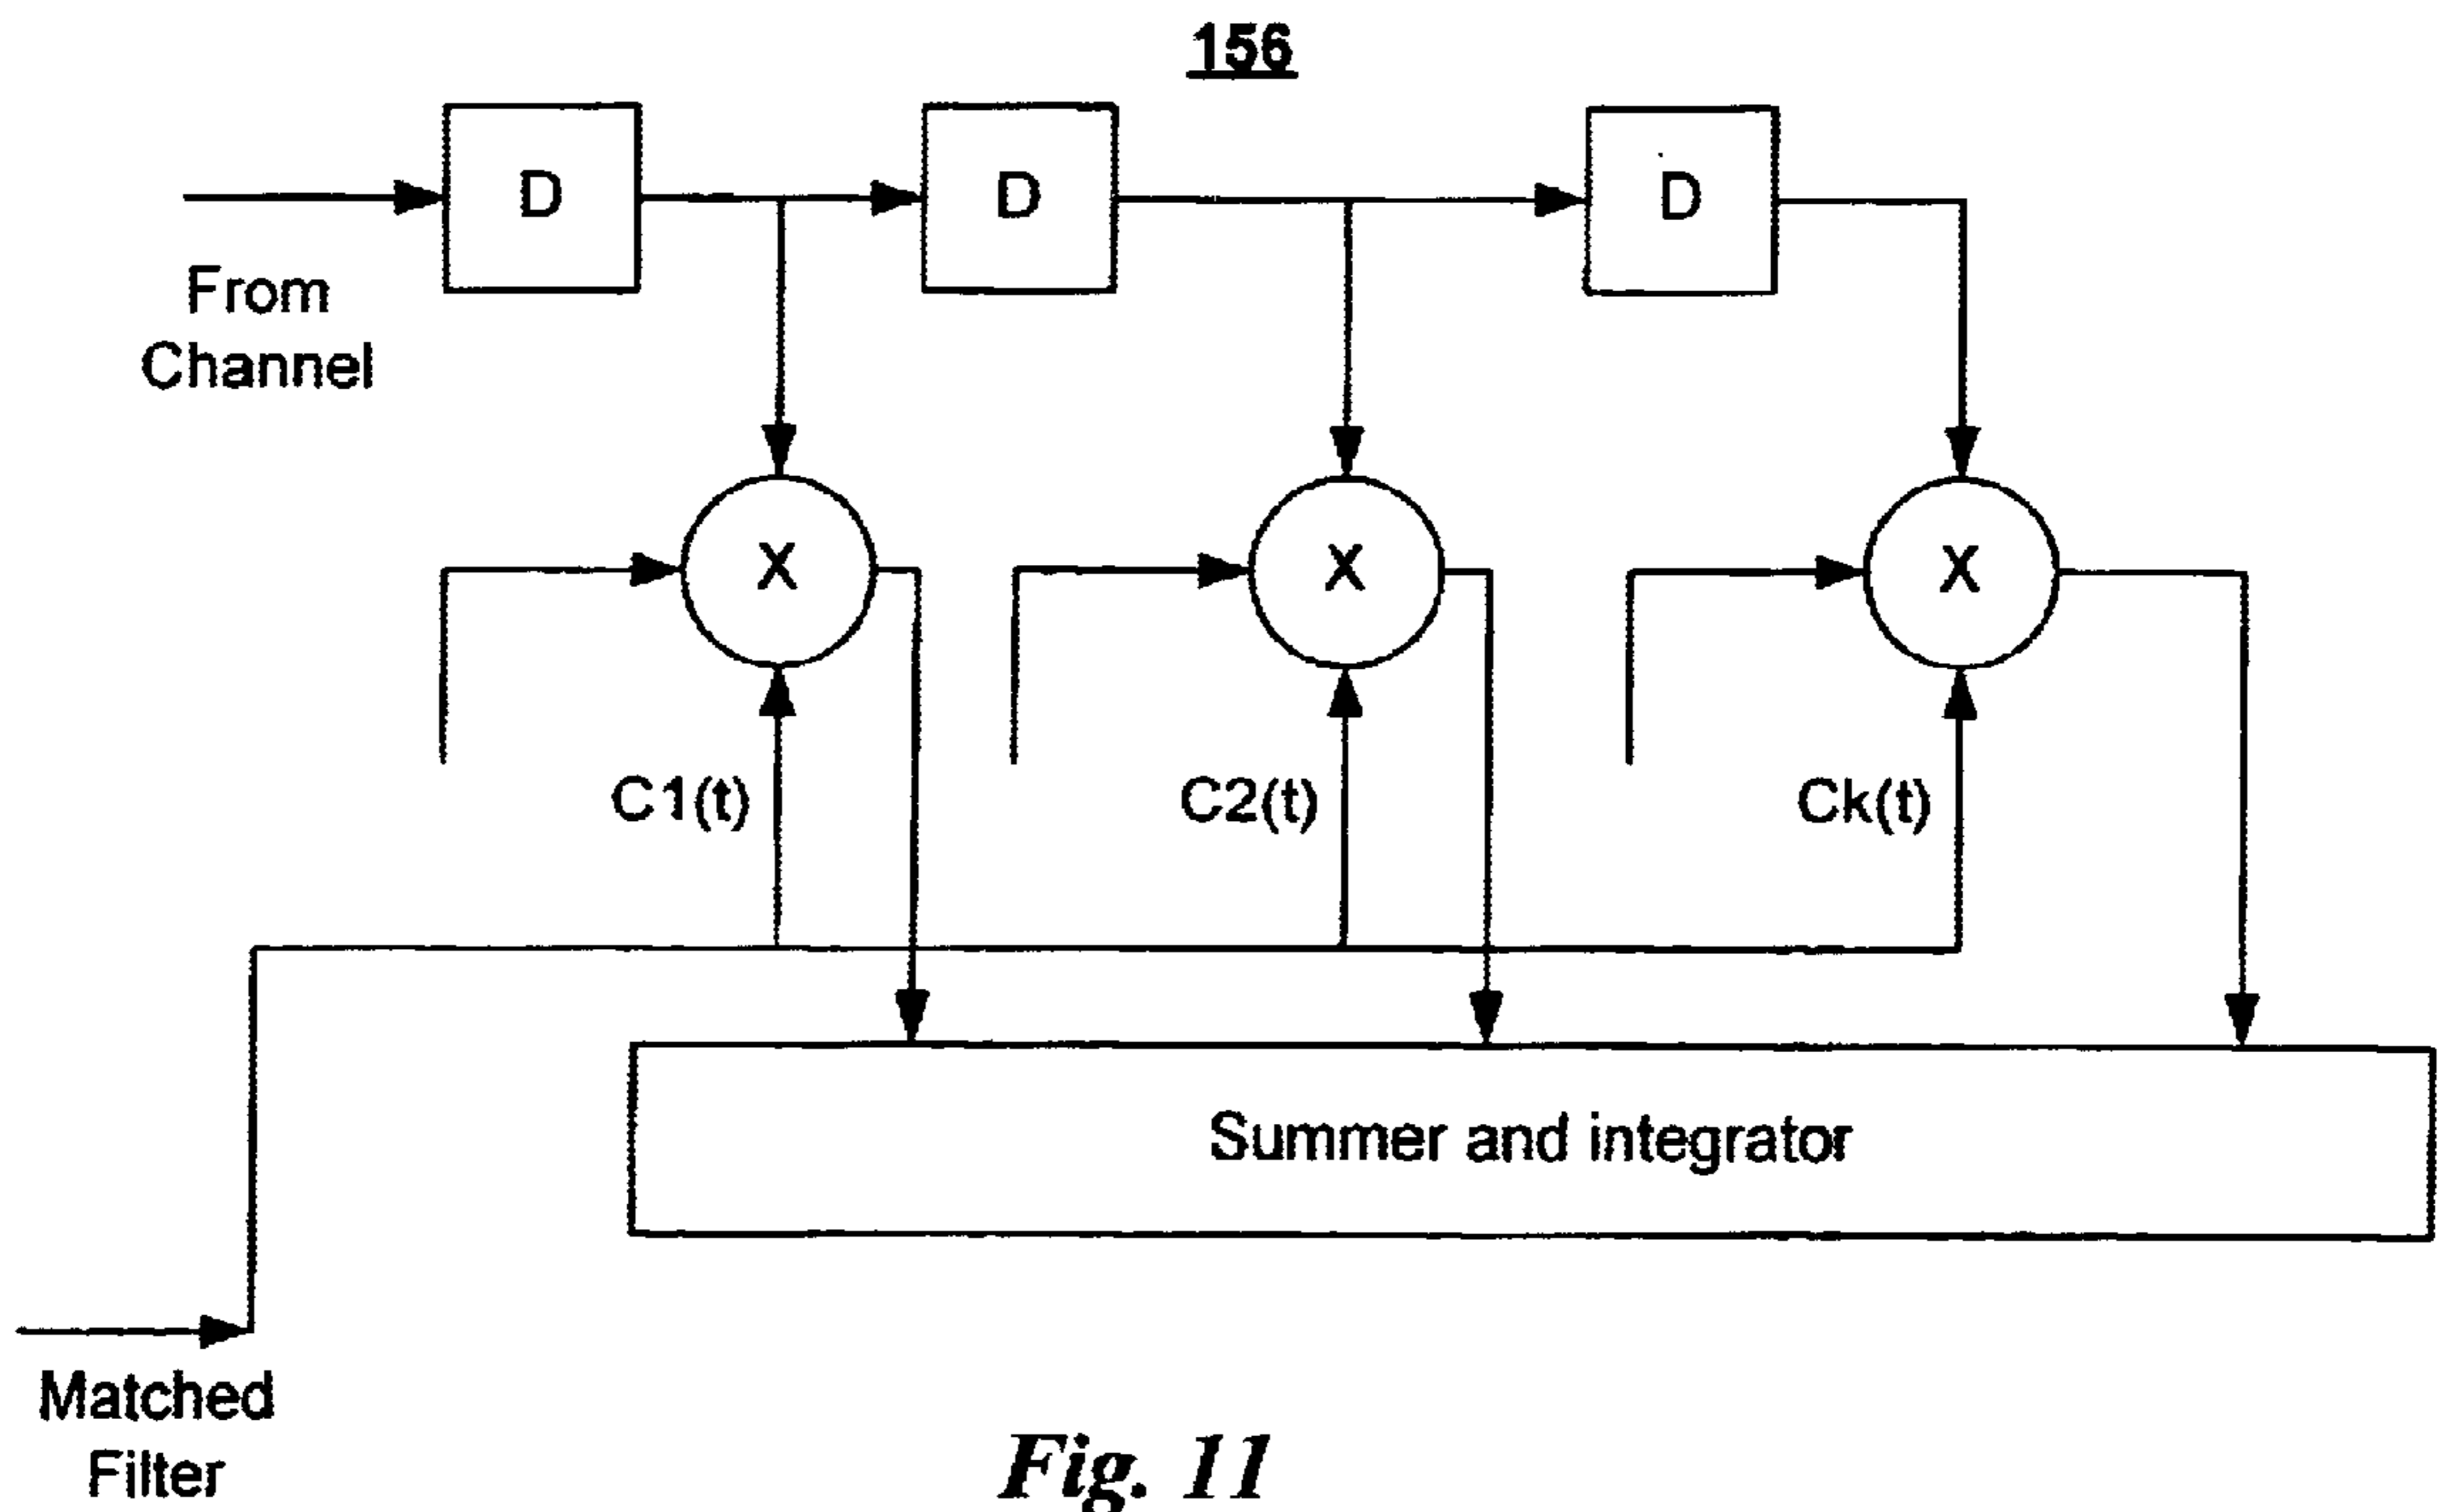 156
D
D
D
From
Channel
X
X
X
C1(t)
C2(t)
Ck(t)
Summer and integrator
Matched
Filter
Fig. 11